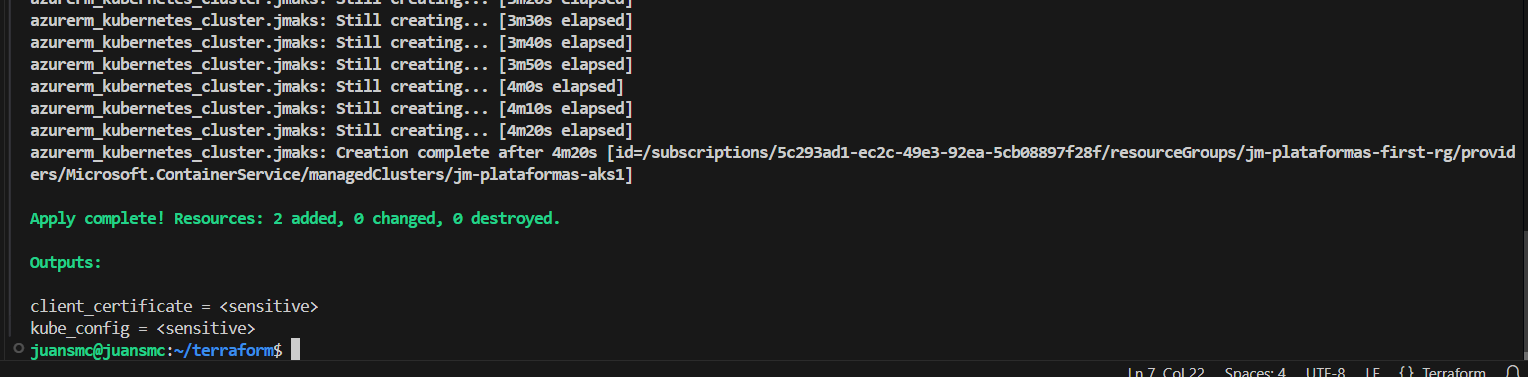 azurerm_kubernetes_cluster.jmaks: Still creating... [3m20s elapsed]
azurerm_kubernetes_cluster.jmaks: Still creating... [3m30s elapsed]
azurerm_kubernetes_cluster.jmaks: Still creating... [3m40s elapsed]
azurerm_kubernetes_cluster.jmaks: Still creating... [3m50s elapsed]
azurerm_kubernetes_cluster.jmaks: Still creating... [4m0s elapsed]
azurerm_kubernetes_cluster.jmaks: Still creating... [4m10s elapsed]
azurerm_kubernetes_cluster.jmaks: Still creating... [4m20s elapsed]
azurerm_kubernetes_cluster.jmaks: Creation complete after 4m20s [id=/subscriptions/5c293ad1-ec2c-49e3-92ea-5cb08897f28f/resourceGroups/jm-plataformas-first-rg/provid
ers/Microsoft.ContainerService/managedClusters/jm-plataformas-aks1]
Apply complete! Resources: 2 added, 0 changed, 0 destroyed.
Outputs:
client_certificate = <sensitive>
kube_config = <sensitive>
juansmc@juansmc:~/terraform$
Ln 7, Col 22 Spaces: 4 UTF-8 LF {} Terraform